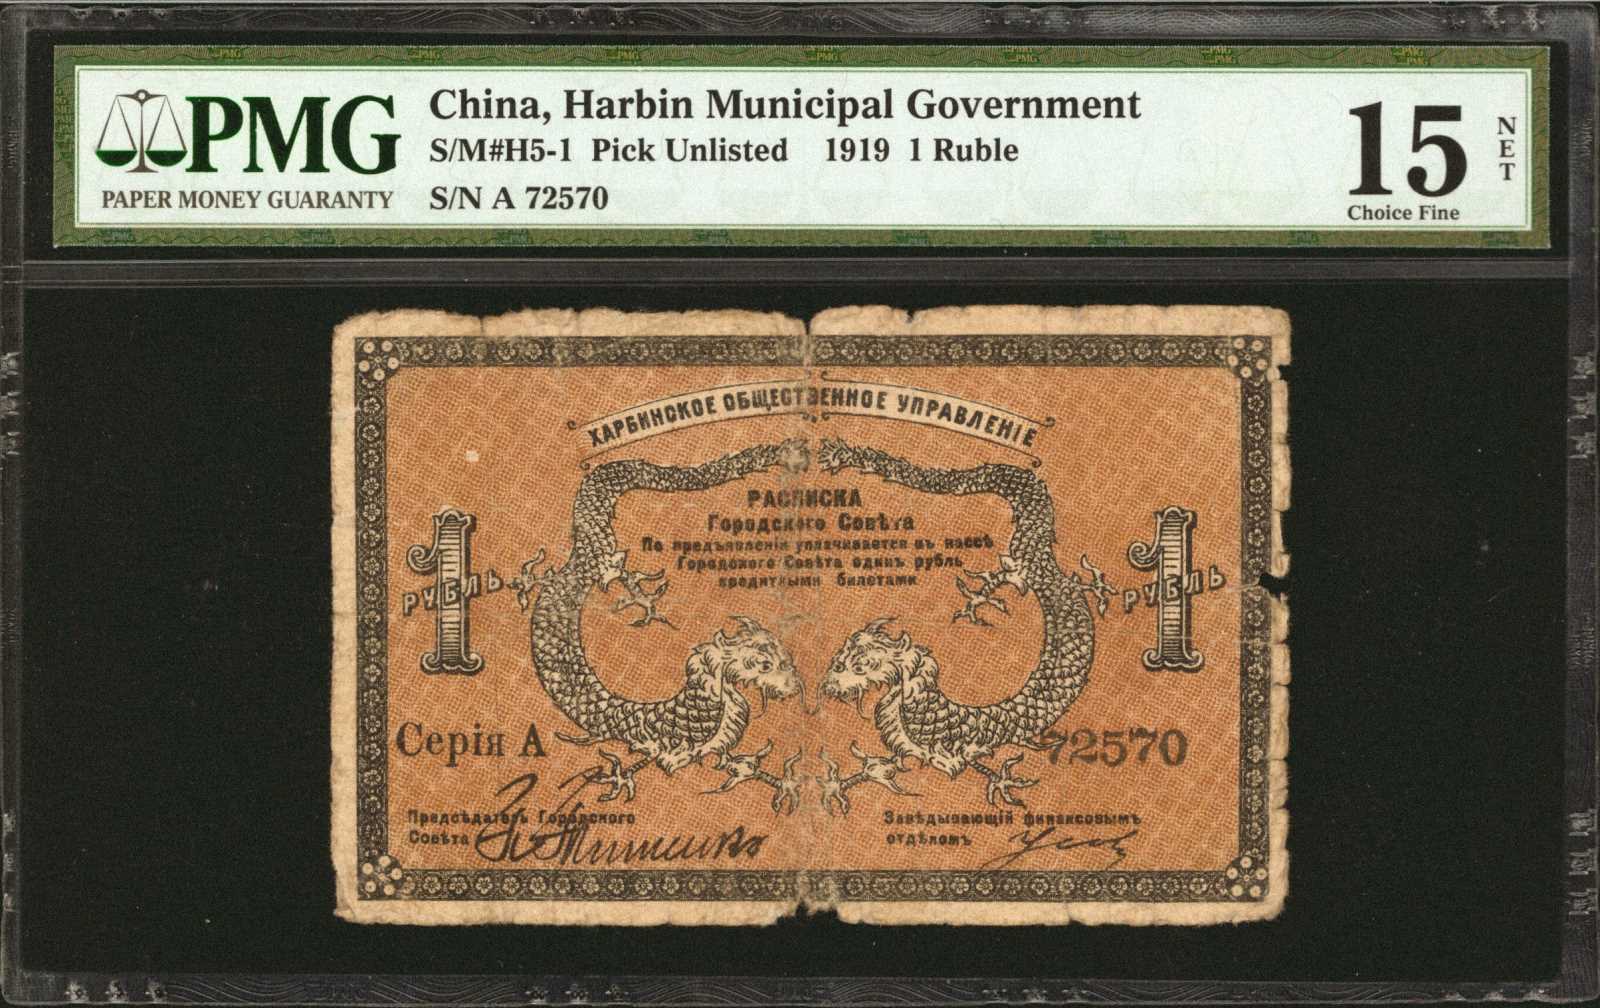 PMG
PAPER MONEY GUARANTY
China, Harbin Municipal Government
S/M#H5-1 Pick Unlisted 1919 1 Ruble
S/N A 72570
15
NET
Choice Fine
ХАРБИНСКОЕ ОБЩЕСТВЕННОЕ УПРАВЛЕНІЕ
РАСПИСКА
Городского Совѣта
По предъявленіи уплачивается въ кассѣ
Городского Совѣта одинъ рубль
кредитными билетами
1 РУБЛЬ
1 РУБЛЬ
Серія А
72570
Предсѣдатель Городского
Совѣта
Завѣдывающій финансовымъ
отдѣломъ